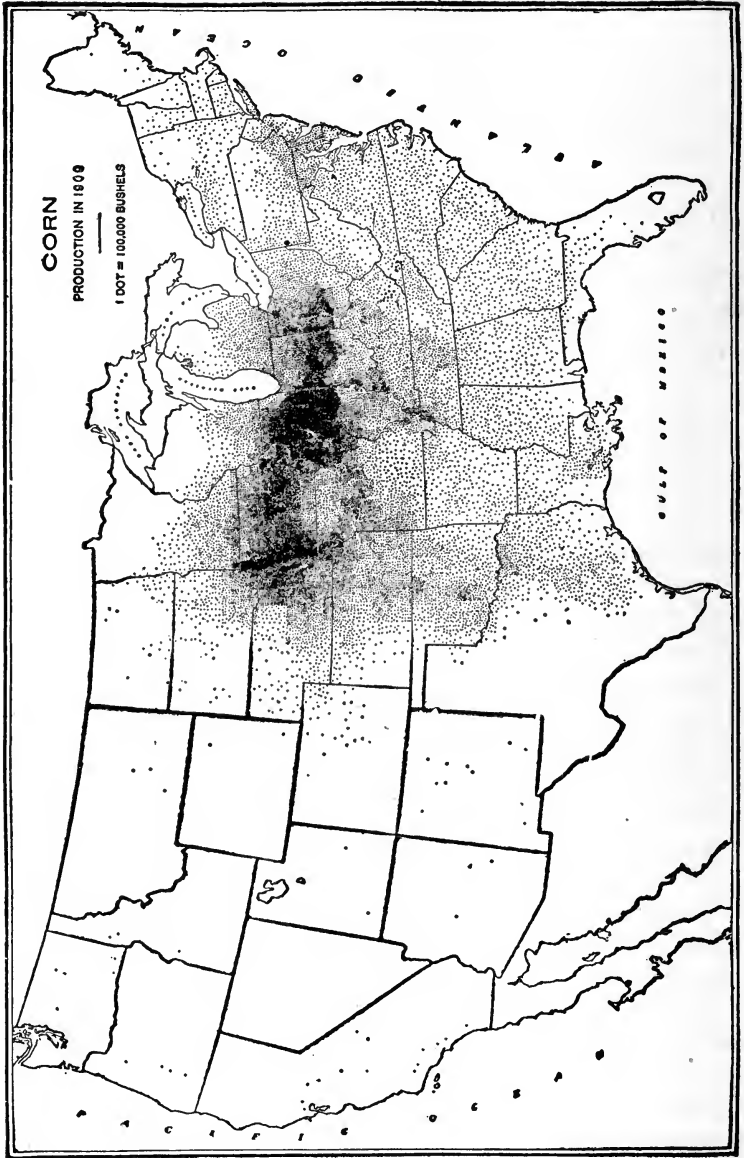 CORN
PRODUCTION IN 1909
1 DOT = 100,000 BUSHELS
ATLANTIC OCEAN
GULF OF MEXICO
PACIFIC OCEAN